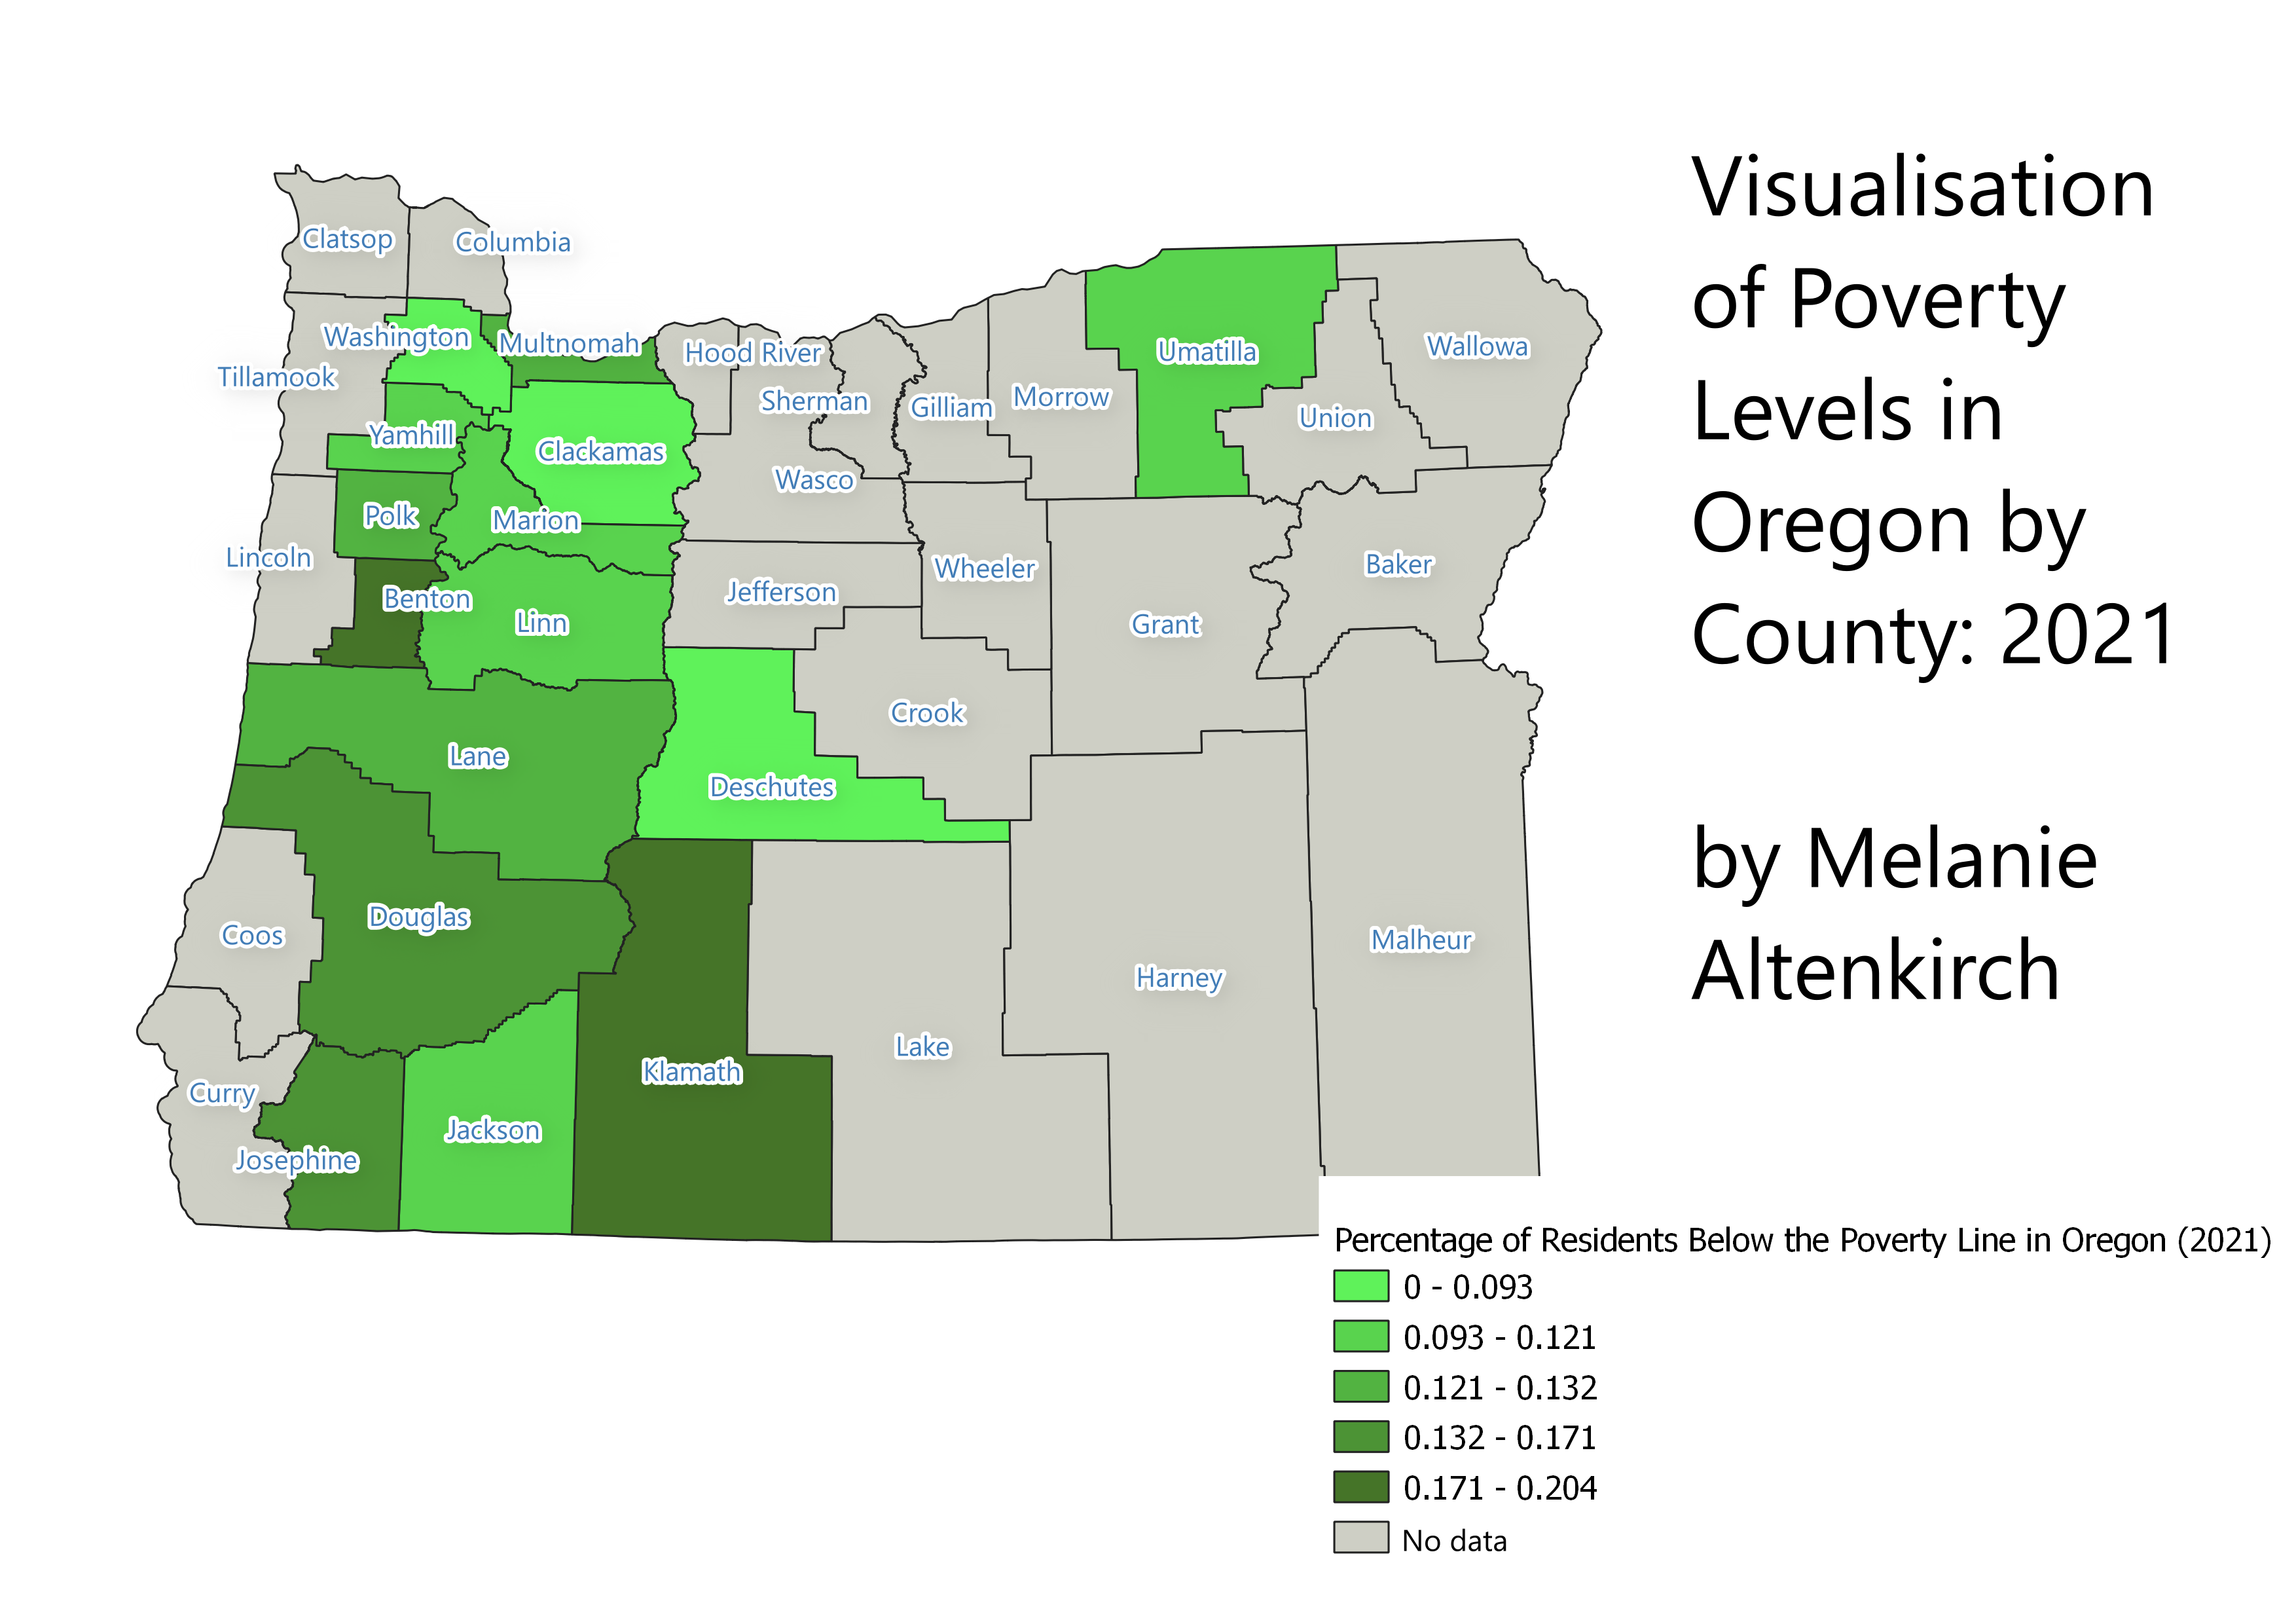 Visualisation
of Poverty
Levels in
Oregon by
County: 2021
by Melanie
Altenkirch
Clatsop
Columbia
Washington
Multnomah
Tillamook
Hood River
Sherman
Gilliam
Morrow
Umatilla
Wallowa
Union
Yamhill
Clackamas
Wasco
Polk
Marion
Lincoln
Benton
Linn
Jefferson
Wheeler
Grant
Baker
Crook
Lane
Deschutes
Douglas
Coos
Malheur
Harney
Lake
Klamath
Curry
Jackson
Josephine
Percentage of Residents Below the Poverty Line in Oregon (2021)
0 - 0.093
0.093 - 0.121
0.121 - 0.132
0.132 - 0.171
0.171 - 0.204
No data